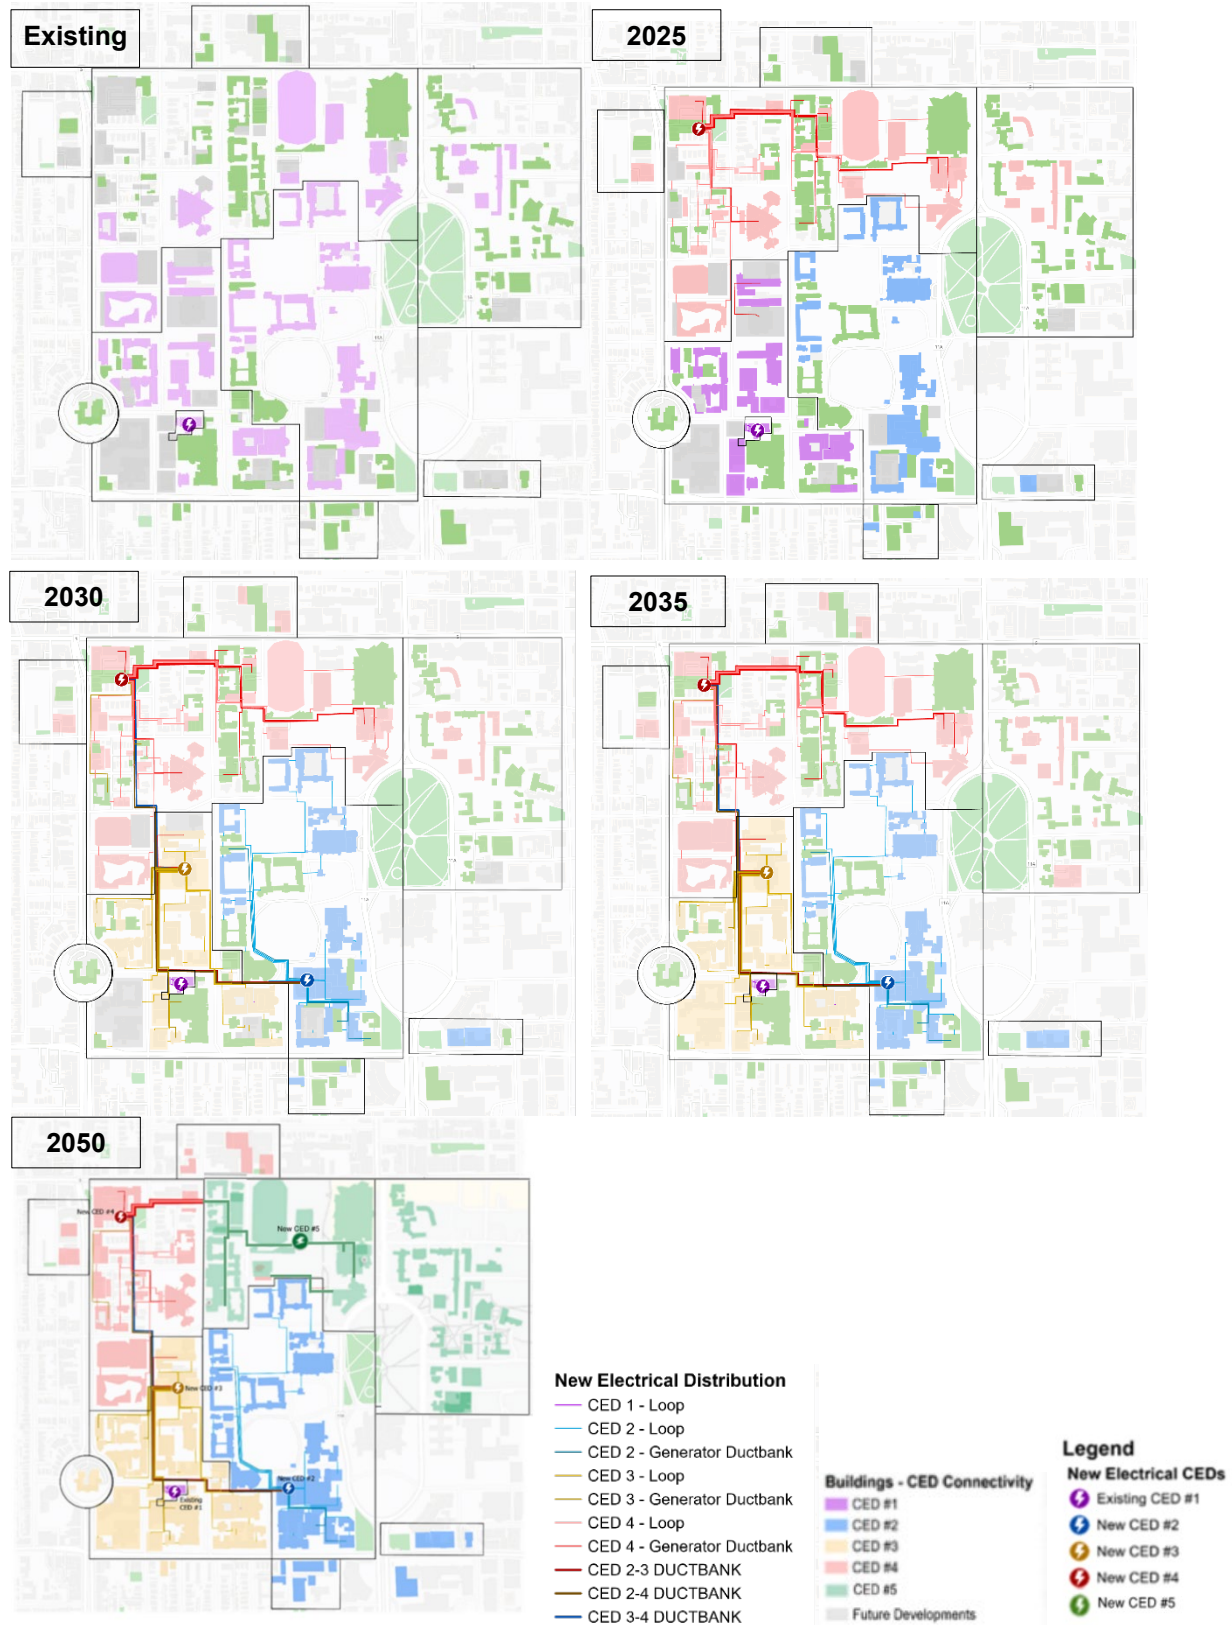 Existing
2025
2030
2035
2050
New CED #4
New CED #5
New CED #3
New CED #2
Existing
CED #1
New Electrical Distribution
CED 1 - Loop
CED 2 - Loop
CED 2 - Generator Ductbank
CED 3 - Loop
CED 3 - Generator Ductbank
CED 4 - Loop
CED 4 - Generator Ductbank
CED 2-3 DUCTBANK
CED 2-4 DUCTBANK
CED 3-4 DUCTBANK
Buildings - CED Connectivity
CED #1
CED #2
CED #3
CED #4
CED #5
Future Developments
Legend
New Electrical CEDs
Existing CED #1
New CED #2
New CED #3
New CED #4
New CED #5